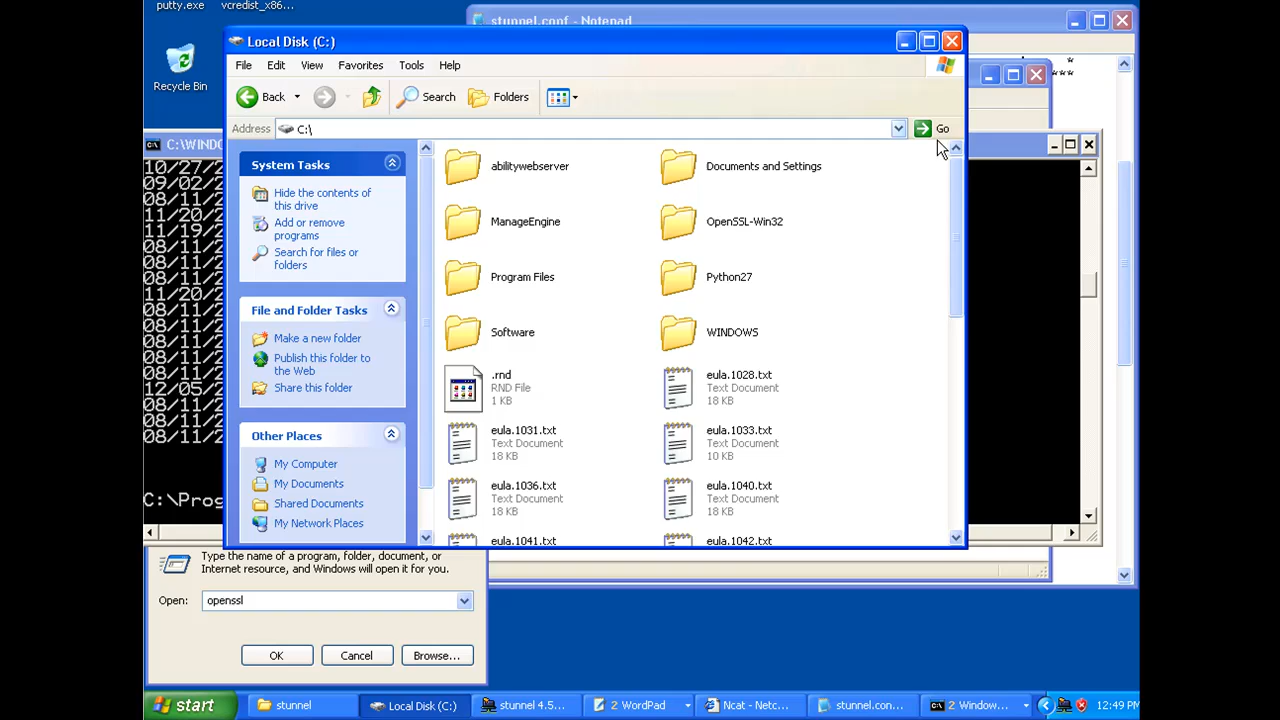 putty.exe
vcredist_x86...
stunnel.conf - Notepad
Recycle Bin
*
***
Local Disk (C:)
File Edit View Favorites Tools Help
Back Search Folders
Address C:\ Go
C:\WIND
10/27/2
09/02/2
08/11/2
11/20/2
11/19/2
08/11/2
08/11/2
08/11/2
11/20/2
08/11/2
08/11/2
08/11/2
08/11/2
12/05/2
08/11/2
08/11/2
08/11/2
C:\Prog
System Tasks
Hide the contents of
this drive
Add or remove
programs
Search for files or
folders
File and Folder Tasks
Make a new folder
Publish this folder to
the Web
Share this folder
Other Places
My Computer
My Documents
Shared Documents
My Network Places
abilitywebserver
Documents and Settings
ManageEngine
OpenSSL-Win32
Program Files
Python27
Software
WINDOWS
.rnd
RND File
1 KB
eula.1028.txt
Text Document
18 KB
eula.1031.txt
Text Document
18 KB
eula.1033.txt
Text Document
10 KB
eula.1036.txt
Text Document
18 KB
eula.1040.txt
Text Document
18 KB
eula.1041.txt
eula.1042.txt
Type the name of a program, folder, document, or
Internet resource, and Windows will open it for you.
Open: openssl
OK Cancel Browse...
start
stunnel
Local Disk (C:)
stunnel 4.5...
2 WordPad
Ncat - Netc...
stunnel.con...
2 Window...
12:49 PM